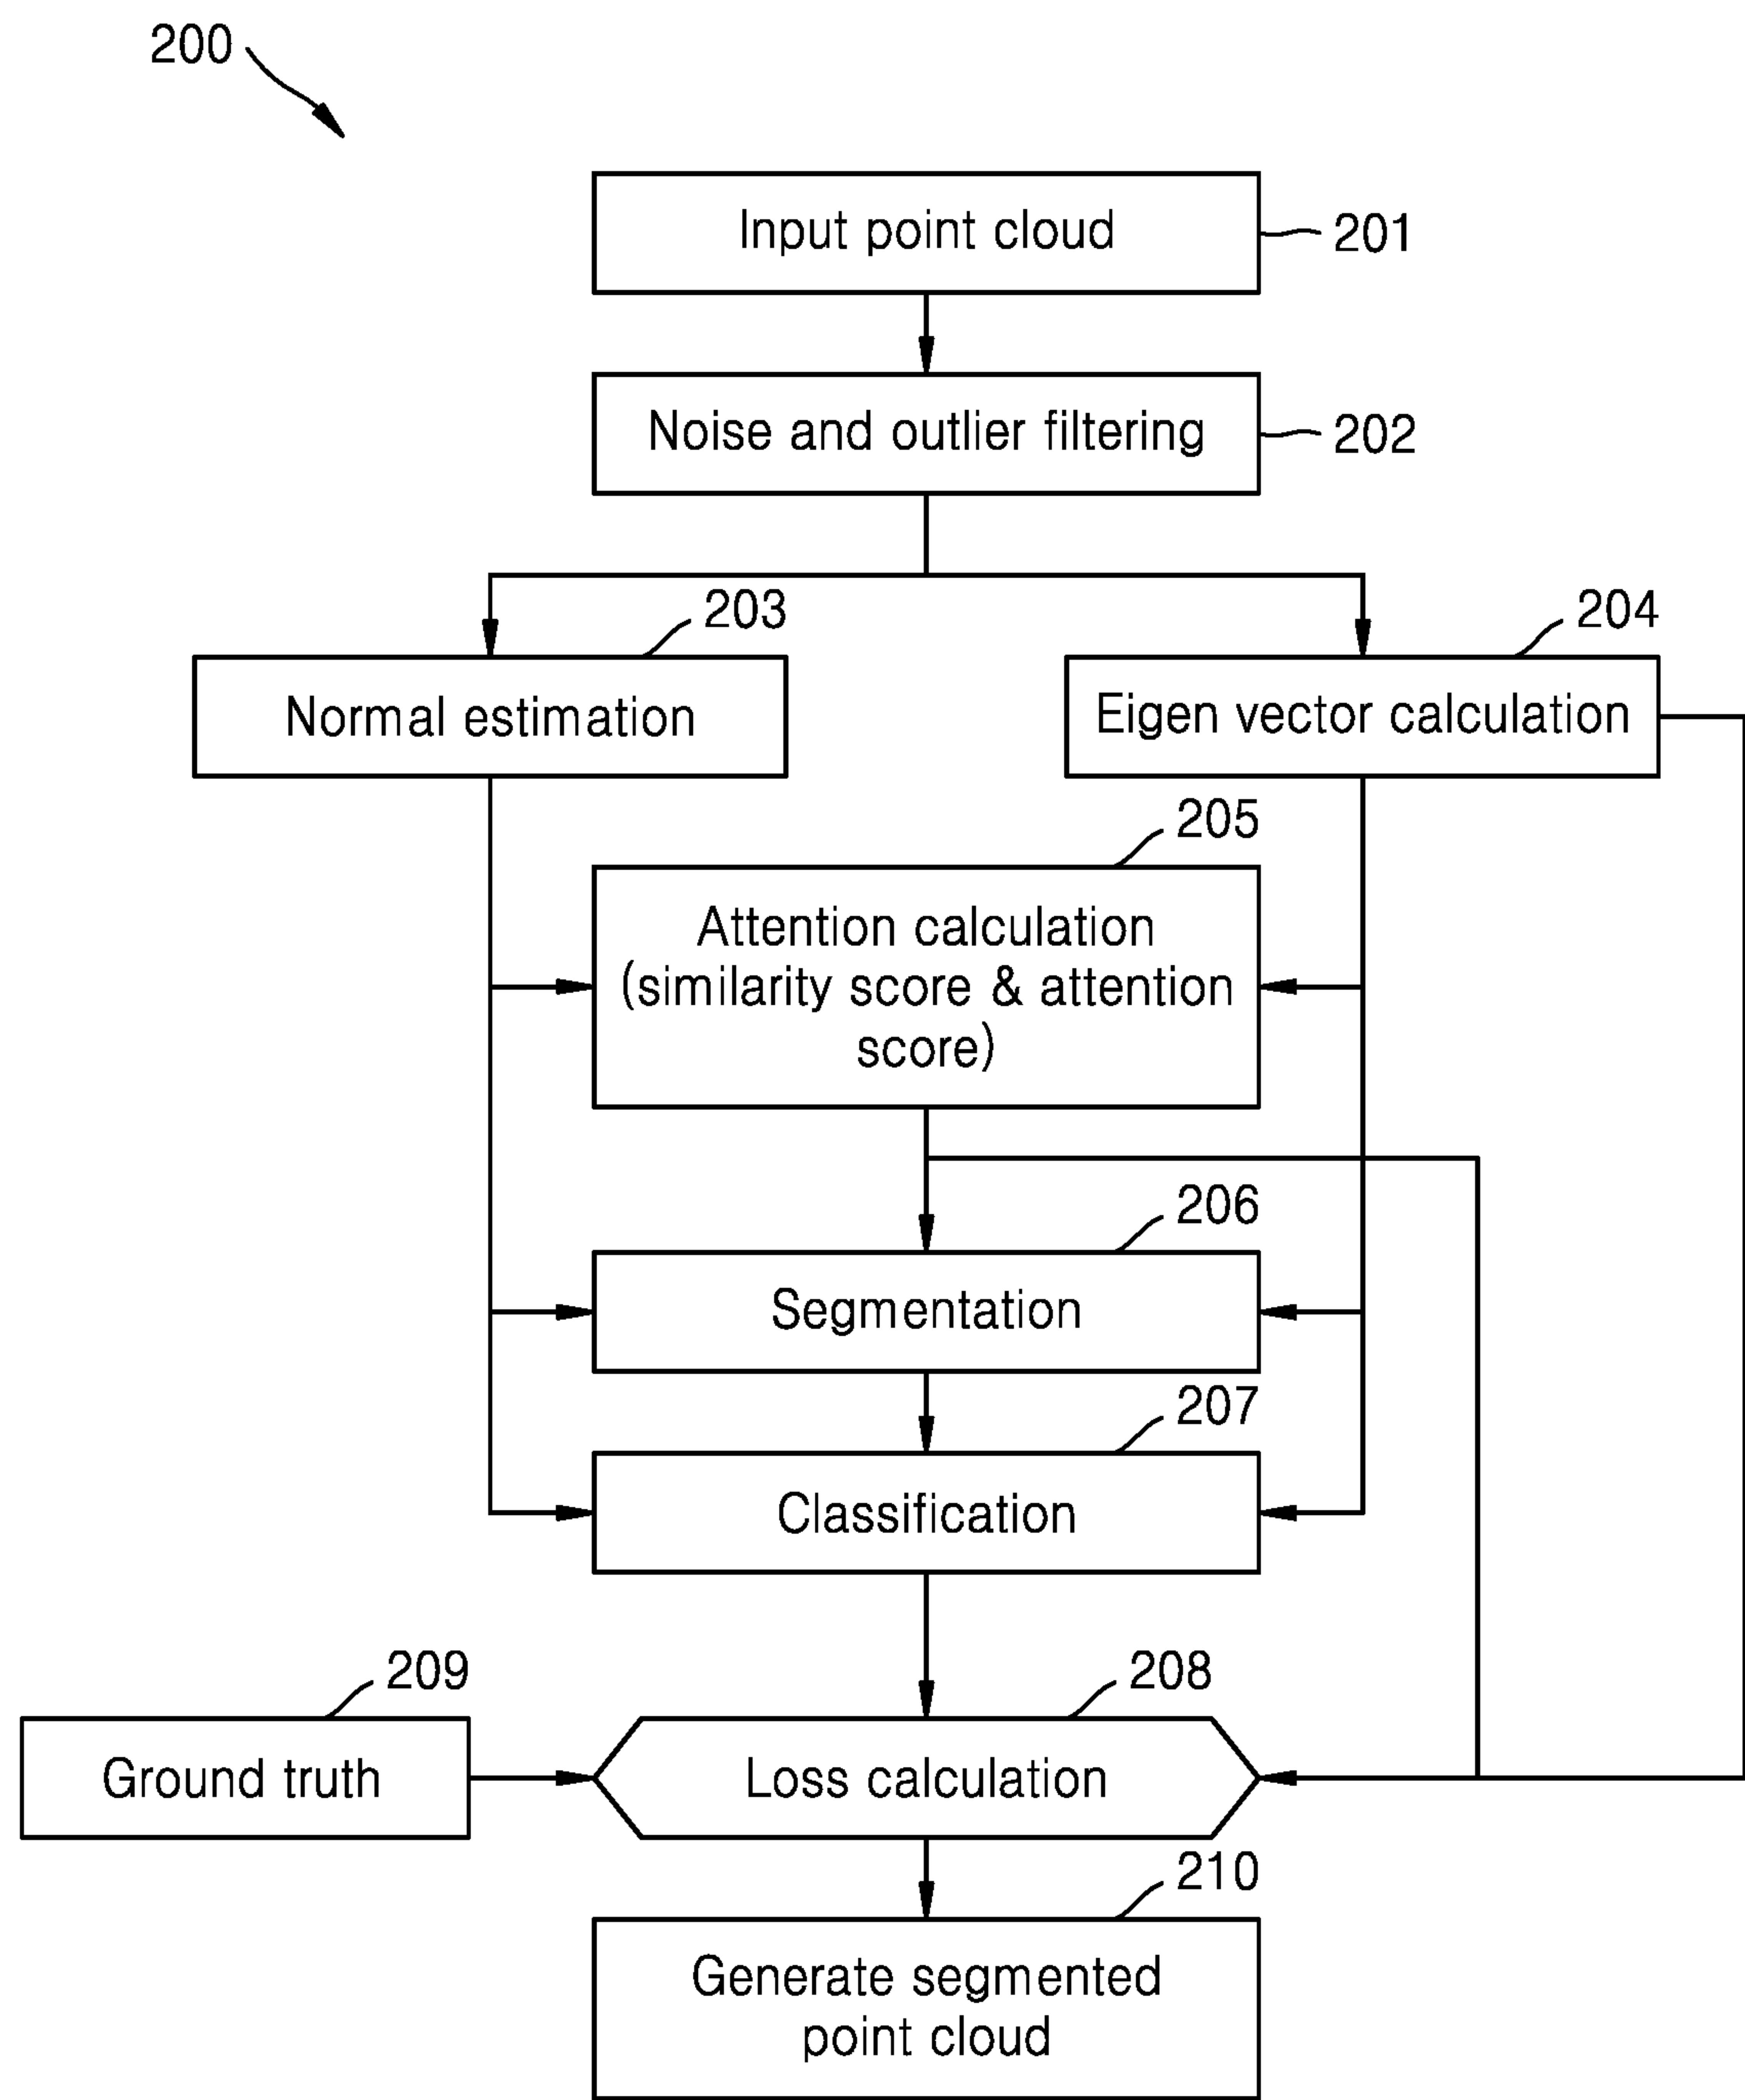 200
Input point cloud
201
Noise and outlier filtering
202
203
204
Normal estimation
Eigen vector calculation
205
Attention calculation
(similarity score & attention
score)
206
Segmentation
207
Classification
209
208
Ground truth
Loss calculation
210
Generate segmented
point cloud